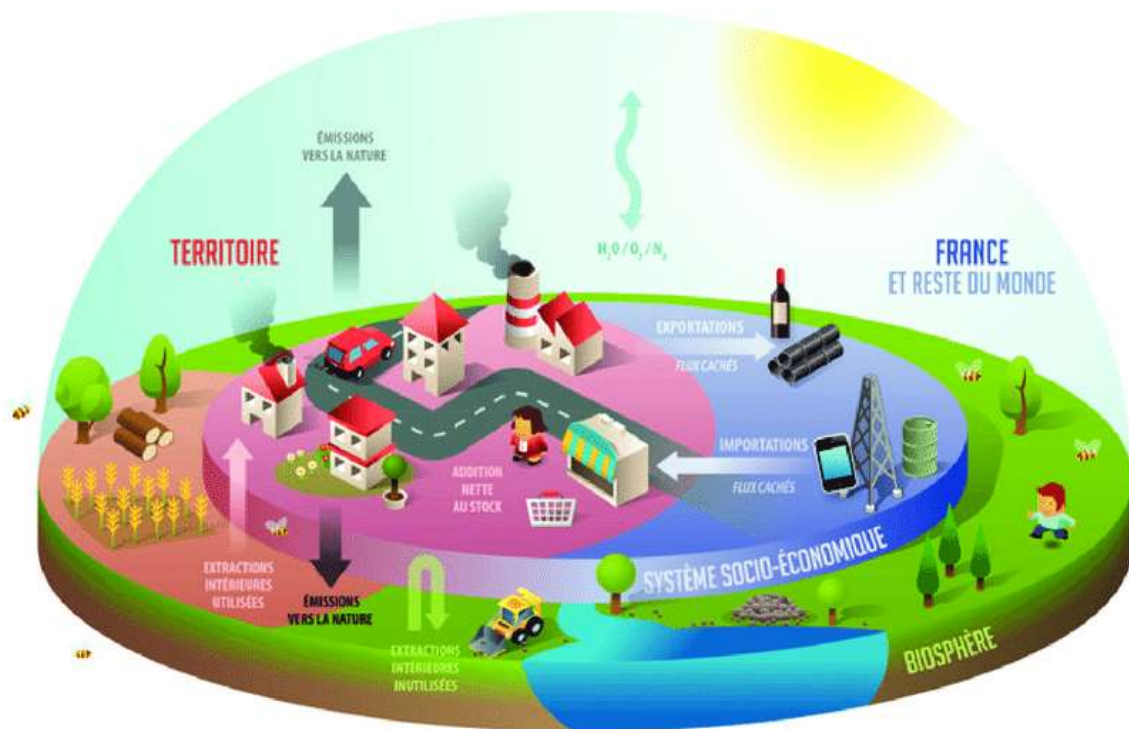 ÉMISSIONS
VERS LA NATURE
H₂O / O₂ / N₂
TERRITOIRE
FRANCE
ET RESTE DU MONDE
EXPORTATIONS
FLUX CACHÉS
IMPORTATIONS
FLUX CACHÉS
ADDITION
NETTE
AU STOCK
SYSTÈME SOCIO-ÉCONOMIQUE
EXTRACTIONS
INTÉRIEURES
UTILISÉES
ÉMISSIONS
VERS LA NATURE
EXTRACTIONS
INTÉRIEURES
INUTILISÉES
BIOSPHÈRE